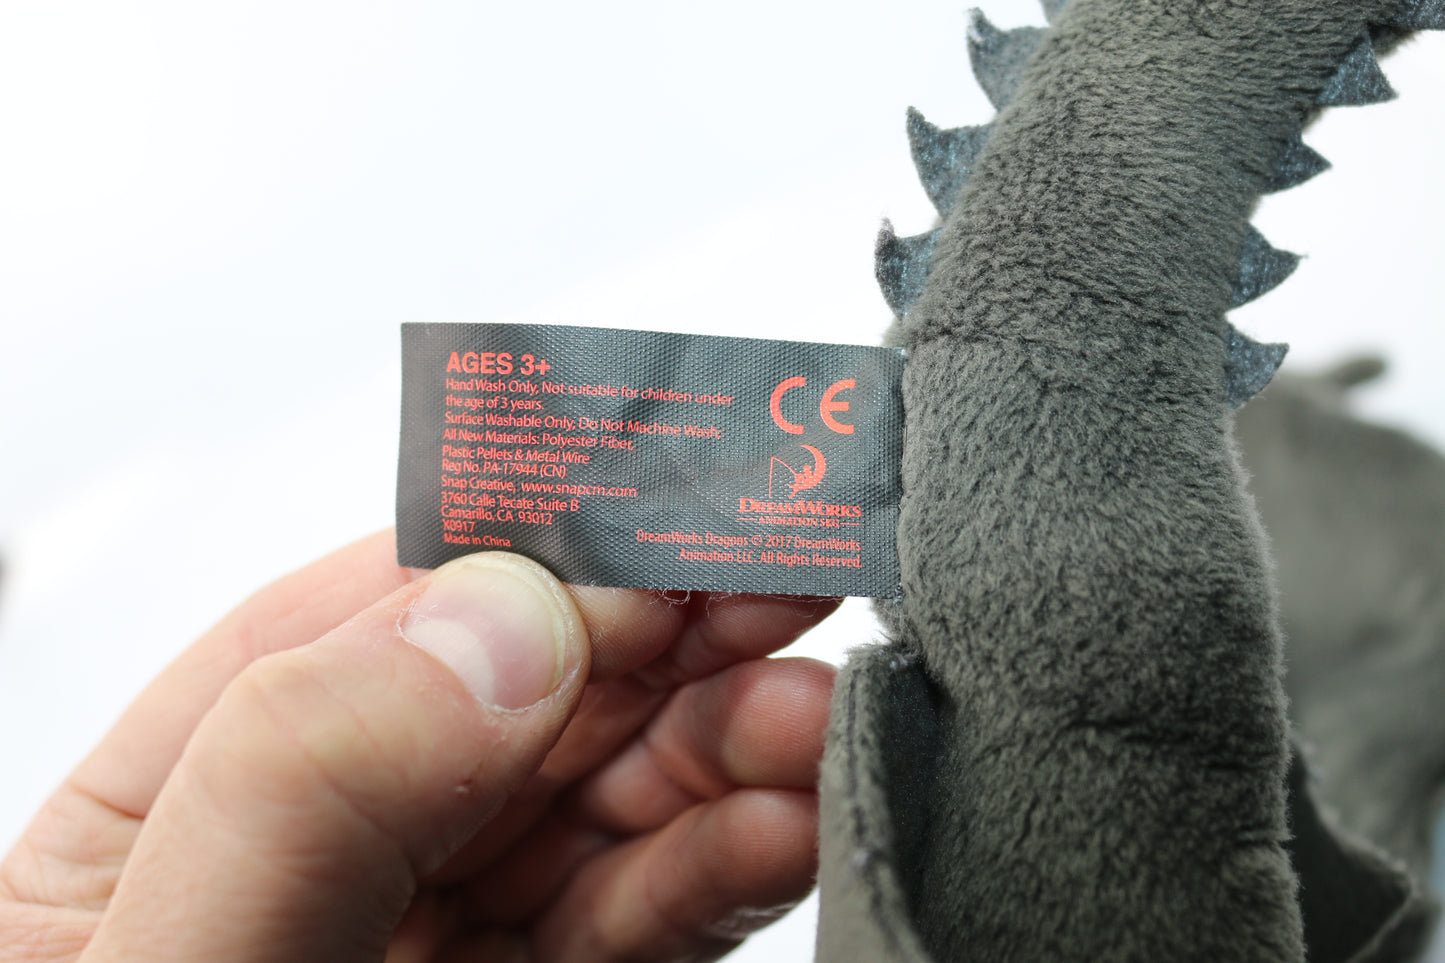 AGES 3+
Hand Wash Only, Not suitable for children under
the age of 3 years.
Surface Washable Only; Do Not Machine Wash;
All New Materials: Polyester Fiber,
Plastic Pellets & Metal Wire
Reg No. PA-17944 (CN)
Snap Creative, www.snapcm.com
3760 Calle Tecate Suite B
Camarillo, CA 93012
X0917
Made in China
CE
DREAMWORKS
ANIMATION SKG
DreamWorks Dragons © 2017 DreamWorks
Animation LLC. All Rights Reserved.